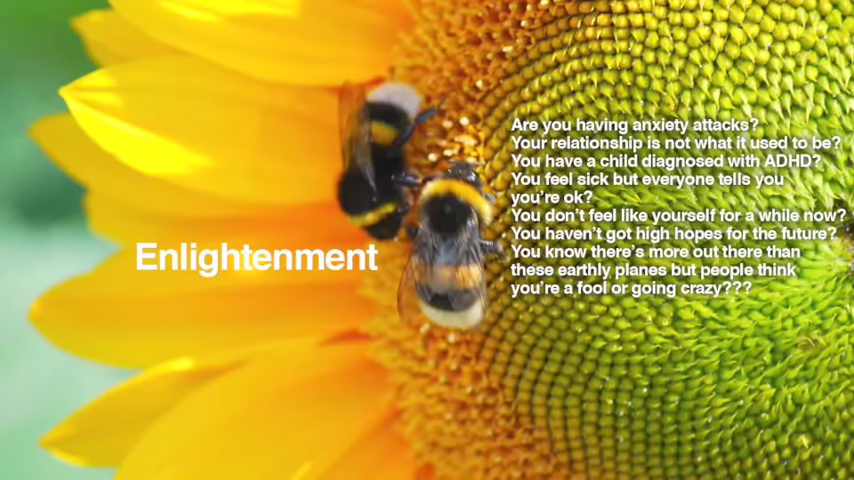 Enlightenment
Are you having anxiety attacks?
Your relationship is not what it used to be?
You have a child diagnosed with ADHD?
You feel sick but everyone tells you
you're ok?
You don't feel like yourself for a while now?
You haven't got high hopes for the future?
You know there's more out there than
these earthly planes but people think
you're a fool or going crazy???